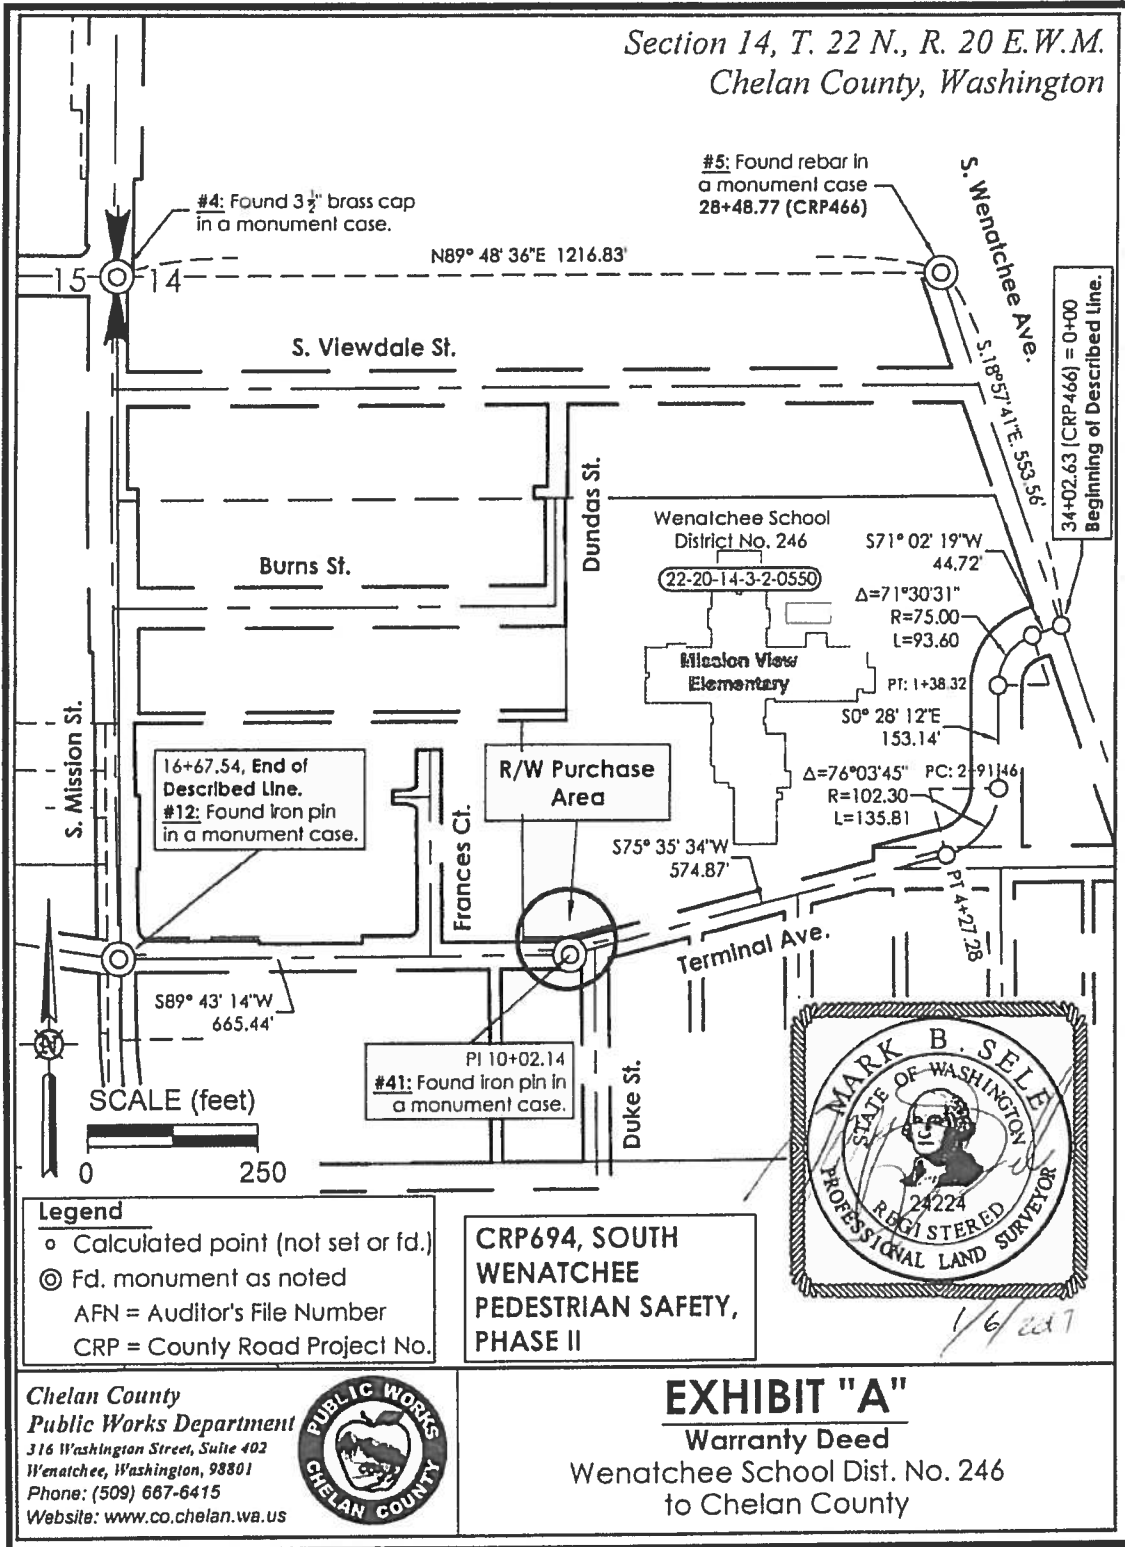 Section 14, T. 22 N., R. 20 E.W.M.
Chelan County, Washington
#4: Found 3½" brass cap
in a monument case.
#5: Found rebar in
a monument case
28+48.77 (CRP466)
S. Wenatchee Ave.
N89° 48' 36"E 1216.83'
15
14
S. Viewdale St.
S.18°57'41"E. 553.56'
34+02.63 (CRP466) = 0+00
Beginning of Described Line.
Dundas St.
Wenatchee School
District No. 246
22-20-14-3-2-0550
S71° 02' 19"W
44.72'
Burns St.
Δ=71°30'31"
R=75.00
L=93.60
Mission View
Elementary
PT: 1+38.32
S0° 28' 12"E
153.14'
S. Mission St.
16+67.54, End of
Described Line.
#12: Found iron pin
in a monument case.
R/W Purchase
Area
Δ=76°03'45"
R=102.30
L=135.81
PC: 2+91.46
Frances Ct.
S75° 35' 34"W
574.87'
PT 4+27.28
Terminal Ave.
S89° 43' 14"W
665.44'
N
PI 10+02.14
#41: Found iron pin in
a monument case.
Duke St.
SCALE (feet)
0 250
MARK B. SELE
STATE OF WASHINGTON
24224
REGISTERED
PROFESSIONAL LAND SURVEYOR
Legend
Calculated point (not set or fd.)
Fd. monument as noted
AFN = Auditor's File Number
CRP = County Road Project No.
CRP694, SOUTH
WENATCHEE
PEDESTRIAN SAFETY,
PHASE II
Chelan County
Public Works Department
316 Washington Street, Suite 402
Wenatchee, Washington, 98801
Phone: (509) 667-6415
Website: www.co.chelan.wa.us
PUBLIC WORKS
CHELAN COUNTY
EXHIBIT "A"
Warranty Deed
Wenatchee School Dist. No. 246
to Chelan County